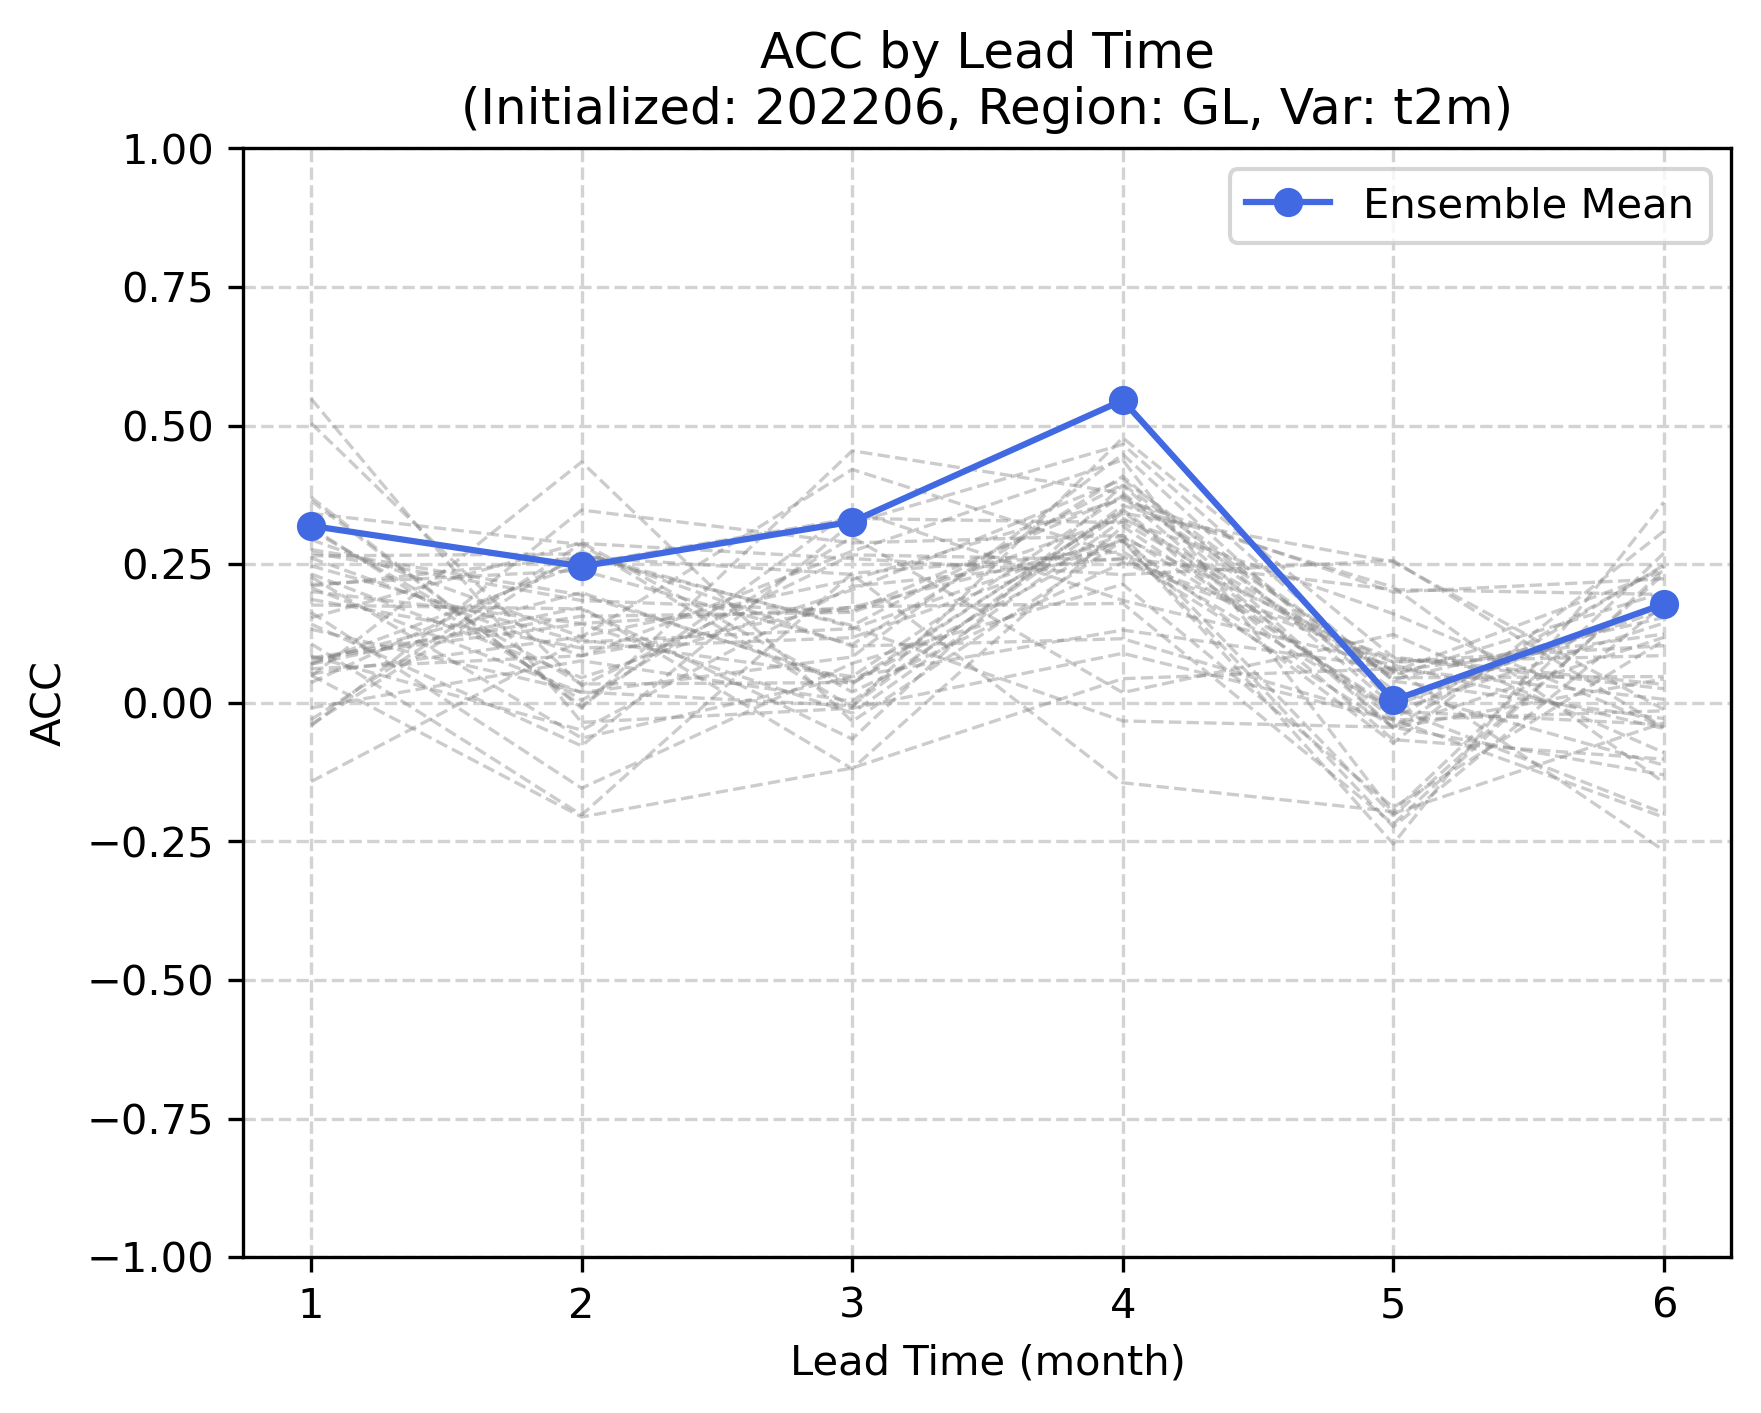 ACC by Lead Time
(Initialized: 202206, Region: GL, Var: t2m)
Ensemble Mean
1.00
0.75
0.50
0.25
0.00
−0.25
−0.50
−0.75
−1.00
ACC
1 2 3 4 5 6
Lead Time (month)